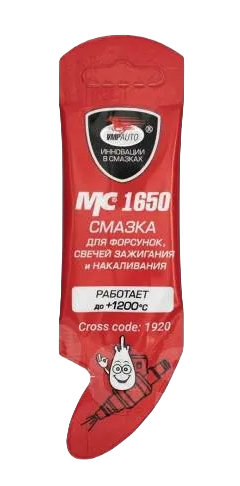 VMPAUTO
®
ИННОВАЦИИ
В СМАЗКАХ
МС 1650
СМАЗКА
ДЛЯ ФОРСУНОК,
СВЕЧЕЙ ЗАЖИГАНИЯ
и НАКАЛИВАНИЯ
РАБОТАЕТ
до +1200°С
Cross code: 1920